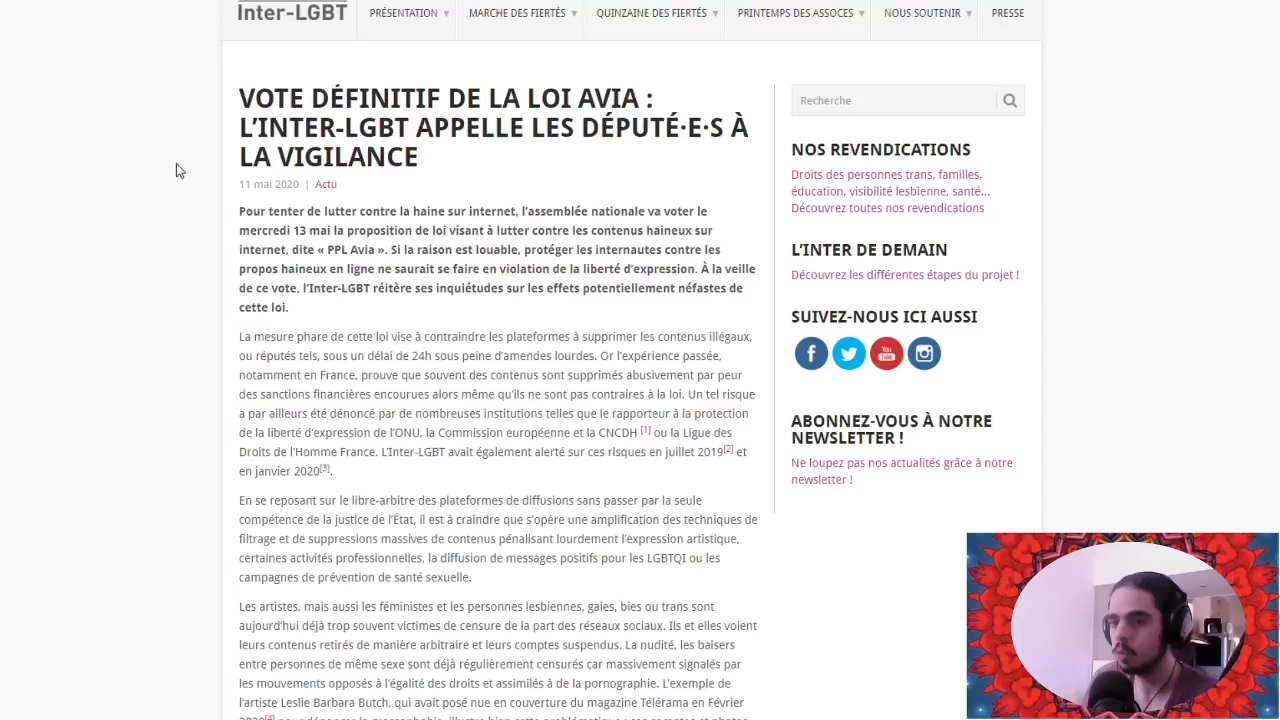 Inter-LGBT
PRÉSENTATION
MARCHE DES FIERTÉS
QUINZAINE DES FIERTÉS
PRINTEMPS DES ASSOCES
NOUS SOUTENIR
PRESSE
VOTE DÉFINITIF DE LA LOI AVIA :
L’INTER-LGBT APPELLE LES DÉPUTÉ·E·S À
LA VIGILANCE
11 mai 2020 | Actu
Pour tenter de lutter contre la haine sur internet, l’assemblée nationale va voter le
mercredi 13 mai la proposition de loi visant à lutter contre les contenus haineux sur
internet, dite « PPL Avia ». Si la raison est louable, protéger les internautes contre les
propos haineux en ligne ne saurait se faire en violation de la liberté d’expression. À la veille
de ce vote, l’Inter-LGBT réitère ses inquiétudes sur les effets potentiellement néfastes de
cette loi.
La mesure phare de cette loi vise à contraindre les plateformes à supprimer les contenus illégaux,
ou réputés tels, sous un délai de 24h sous peine d’amendes lourdes. Or l’expérience passée,
notamment en France, prouve que souvent des contenus sont supprimés abusivement par peur
des sanctions financières encourues alors même qu’ils ne sont pas contraires à la loi. Un tel risque
a par ailleurs été dénoncé par de nombreuses institutions telles que le rapporteur à la protection
de la liberté d’expression de l’ONU, la Commission européenne et la CNCDH [1] ou la Ligue des
Droits de l’Homme France. L’Inter-LGBT avait également alerté sur ces risques en juillet 2019[2] et
en janvier 2020[3].
En se reposant sur le libre-arbitre des plateformes de diffusions sans passer par la seule
compétence de la justice de l’État, il est à craindre que s’opère une amplification des techniques de
filtrage et de suppressions massives de contenus pénalisant lourdement l’expression artistique,
certaines activités professionnelles, la diffusion de messages positifs pour les LGBTQI ou les
campagnes de prévention de santé sexuelle.
Les artistes, mais aussi les féministes et les personnes lesbiennes, gaies, bies ou trans sont
aujourd’hui déjà trop souvent victimes de censure de la part des réseaux sociaux. Ils et elles voient
leurs contenus retirés de manière arbitraire et leurs comptes suspendus. La nudité, les baisers
entre personnes de même sexe sont déjà régulièrement censurés car massivement signalés par
les mouvements opposés à l’égalité des droits et assimilés à de la pornographie. L’exemple de
l’artiste Leslie Barbara Butch, qui avait posé nue en couverture du magazine Télérama en Février
Recherche
NOS REVENDICATIONS
Droits des personnes trans, familles,
éducation, visibilité lesbienne, santé…
Découvrez toutes nos revendications
L’INTER DE DEMAIN
Découvrez les différentes étapes du projet !
SUIVEZ-NOUS ICI AUSSI
You
Tube
ABONNEZ-VOUS À NOTRE
NEWSLETTER !
Ne loupez pas nos actualités grâce à notre
newsletter !